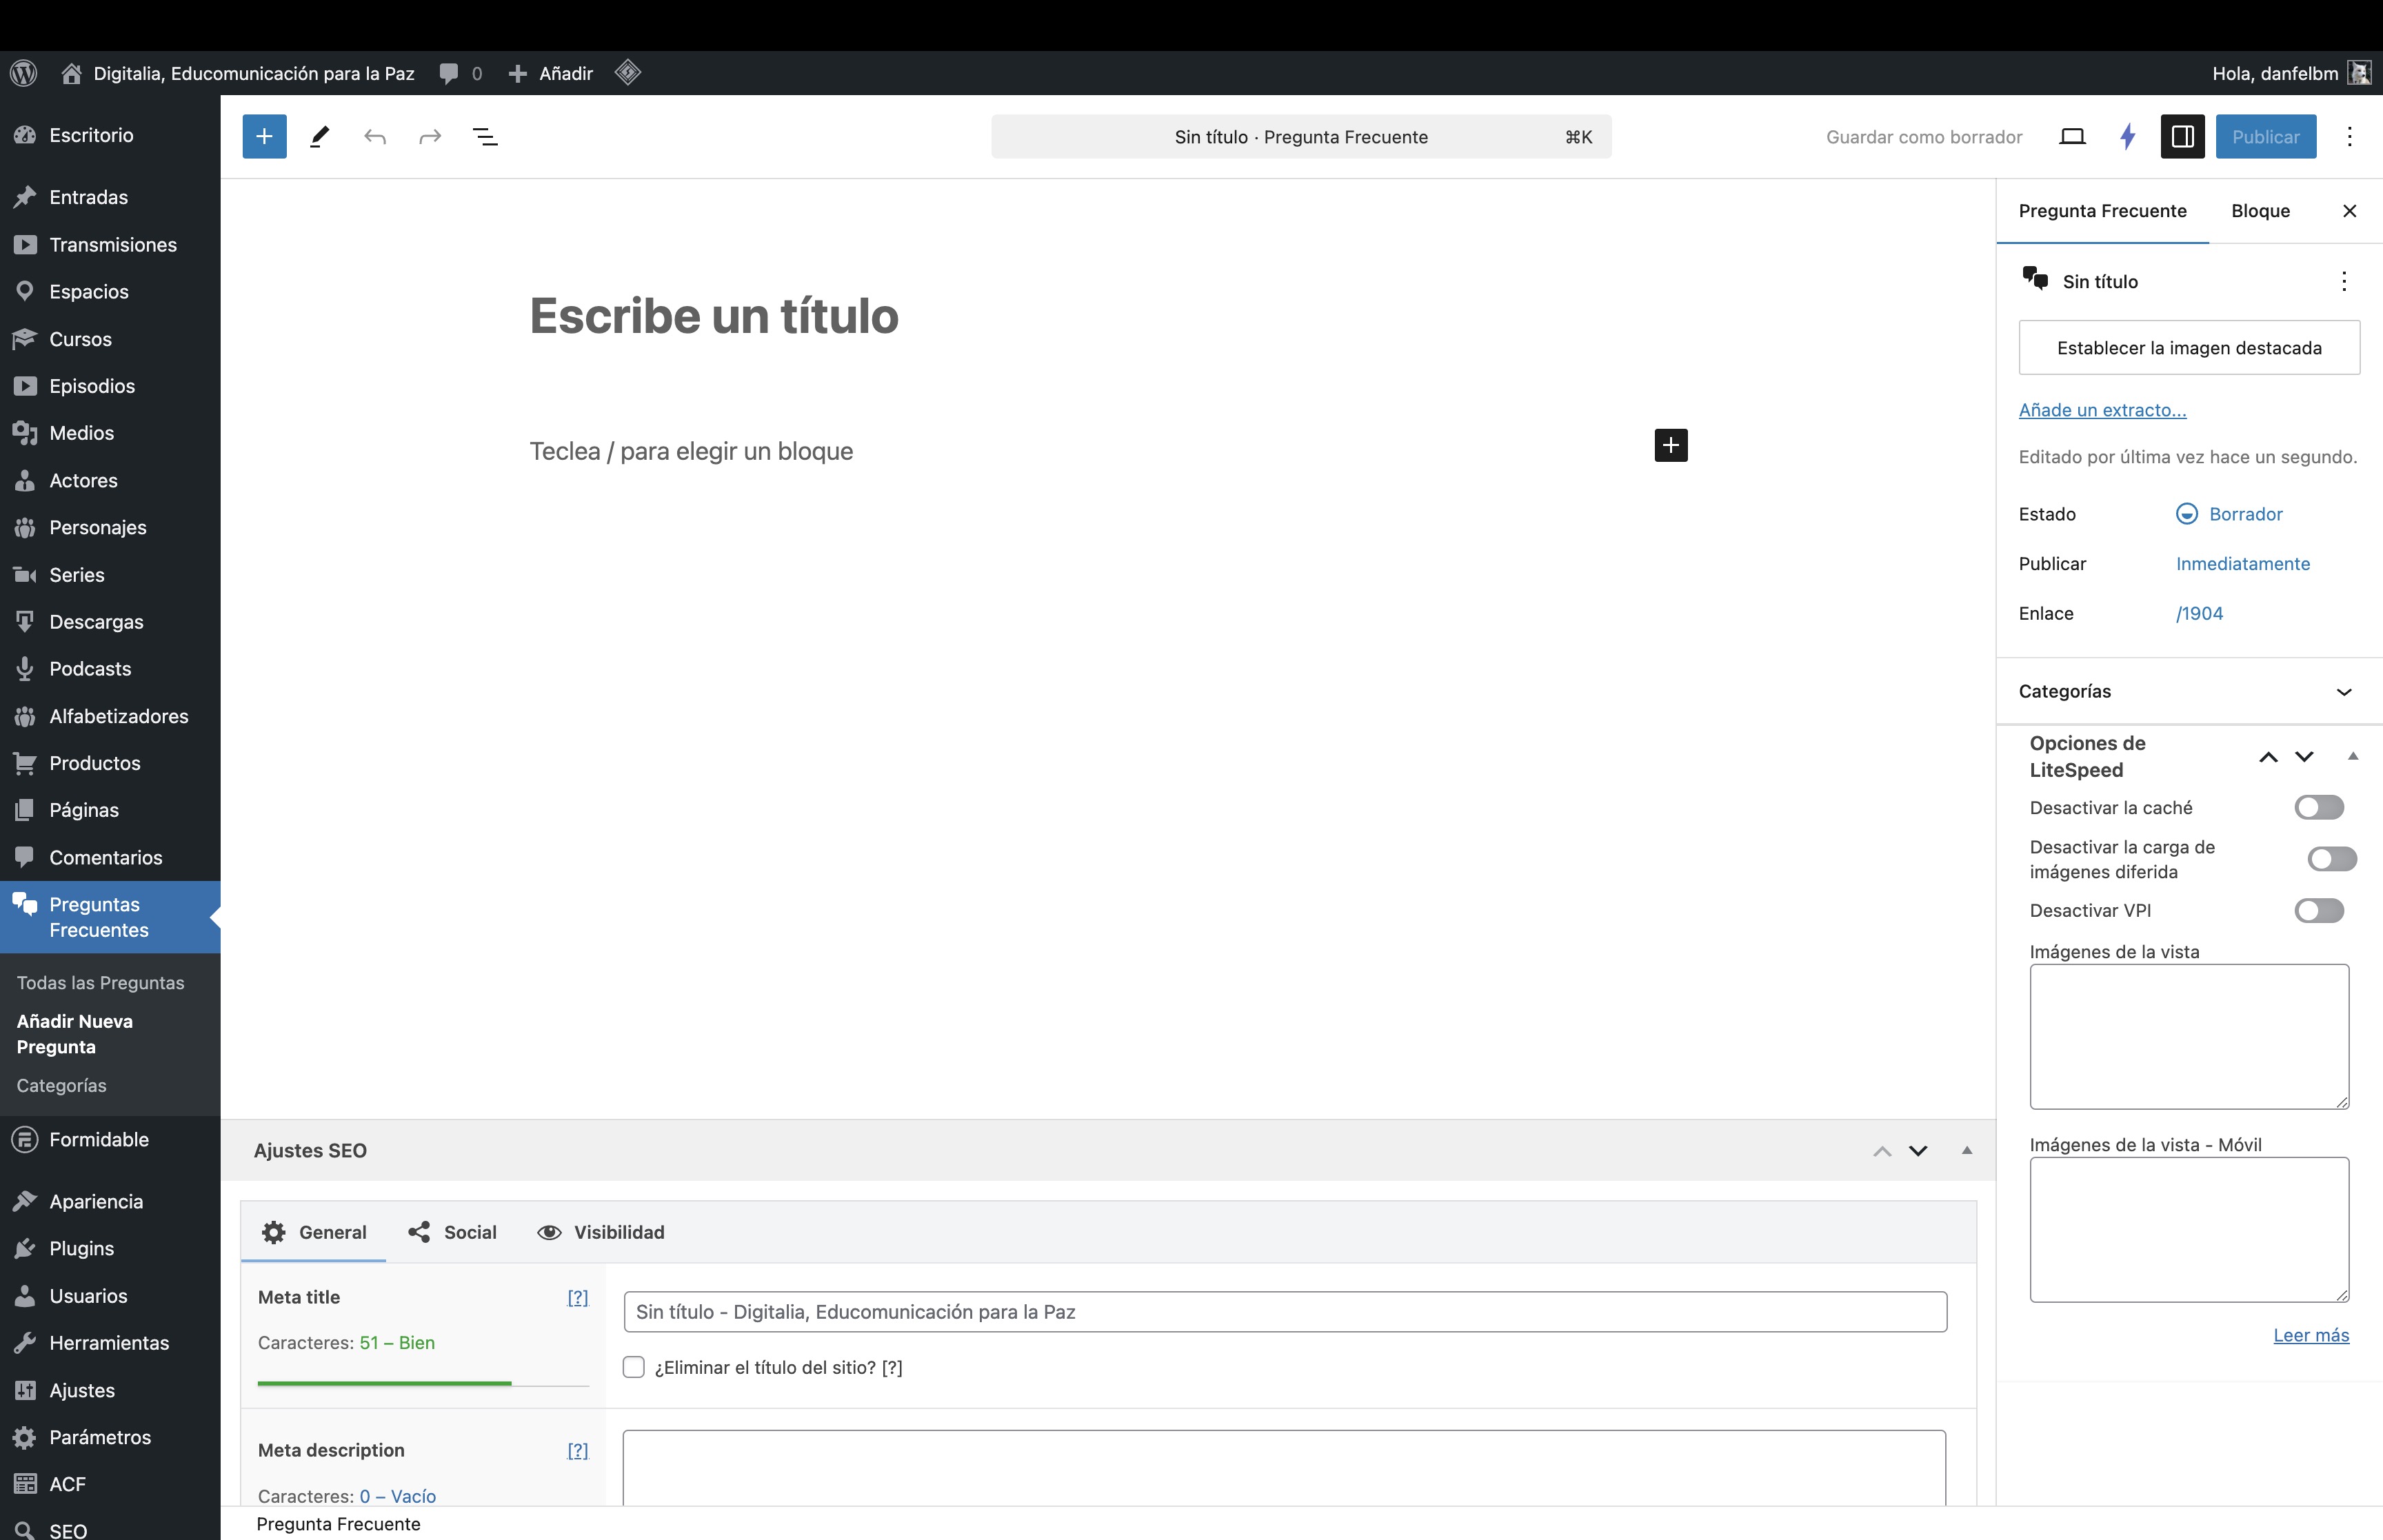 Digitalia, Educomunicación para la Paz
0
Añadir
Hola, danfelbm
Escritorio
Entradas
Transmisiones
Espacios
Cursos
Episodios
Medios
Actores
Personajes
Series
Descargas
Podcasts
Alfabetizadores
Productos
Páginas
Comentarios
Preguntas
Frecuentes
Todas las Preguntas
Añadir Nueva
Pregunta
Categorías
Formidable
Apariencia
Plugins
Usuarios
Herramientas
Ajustes
Parámetros
ACF
SEO
Sin título · Pregunta Frecuente
⌘K
Guardar como borrador
Publicar
Escribe un título
Teclea / para elegir un bloque
Ajustes SEO
General
Social
Visibilidad
Meta title
[?]
Caracteres: 51 – Bien
Sin título - Digitalia, Educomunicación para la Paz
¿Eliminar el título del sitio? [?]
Meta description
[?]
Caracteres: 0 – Vacío
Pregunta Frecuente
Pregunta Frecuente
Bloque
Sin título
Establecer la imagen destacada
Añade un extracto...
Editado por última vez hace un segundo.
Estado
Borrador
Publicar
Inmediatamente
Enlace
/1904
Categorías
Opciones de
LiteSpeed
Desactivar la caché
Desactivar la carga de
imágenes diferida
Desactivar VPI
Imágenes de la vista
Imágenes de la vista - Móvil
Leer más